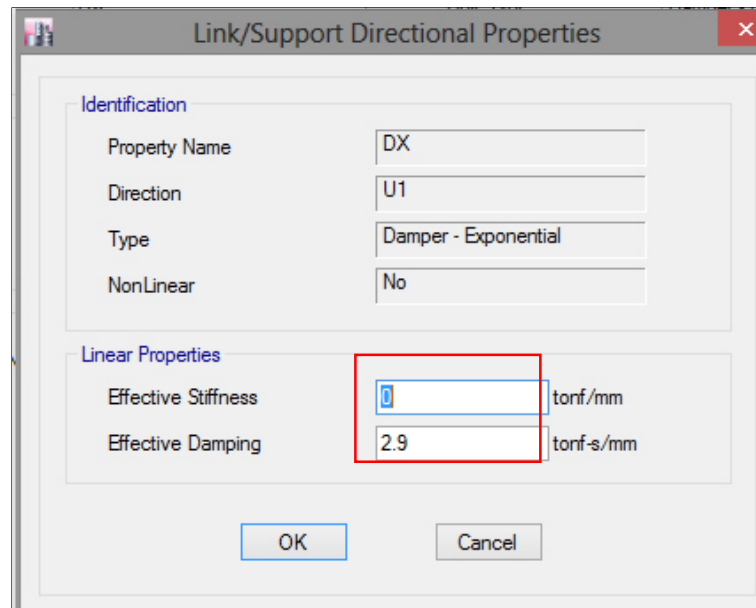 Link/Support Directional Properties
Identification
Property Name DX
Direction U1
Type Damper - Exponential
NonLinear No
Linear Properties
Effective Stiffness 0 tonf/mm
Effective Damping 2.9 tonf-s/mm
OK Cancel